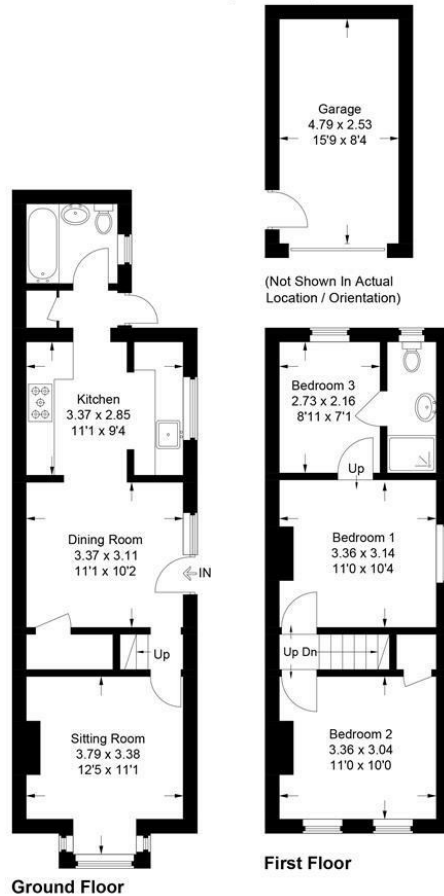 Garage
4.79 x 2.53
15'9 x 8'4
(Not Shown In Actual
Location / Orientation)
Kitchen
3.37 x 2.85
11'1 x 9'4
Dining Room
3.37 x 3.11
11'1 x 10'2
IN
Up
Sitting Room
3.79 x 3.38
12'5 x 11'1
Ground Floor
Bedroom 3
2.73 x 2.16
8'11 x 7'1
Up
Bedroom 1
3.36 x 3.14
11'0 x 10'4
Up Dn
Bedroom 2
3.36 x 3.04
11'0 x 10'0
First Floor